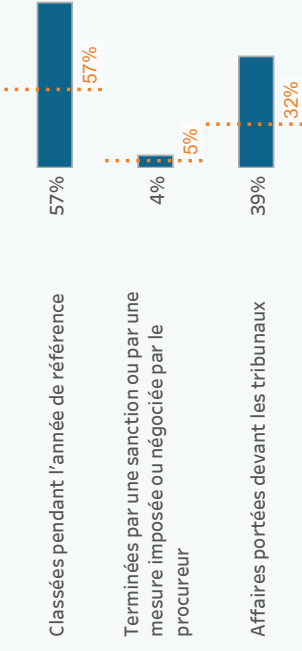 Classées pendant l'année de référence
57%
57%
Terminées par une sanction ou par une
mesure imposée ou négociée par le
procureur
4%
5%
Affaires portées devant les tribunaux
39%
32%